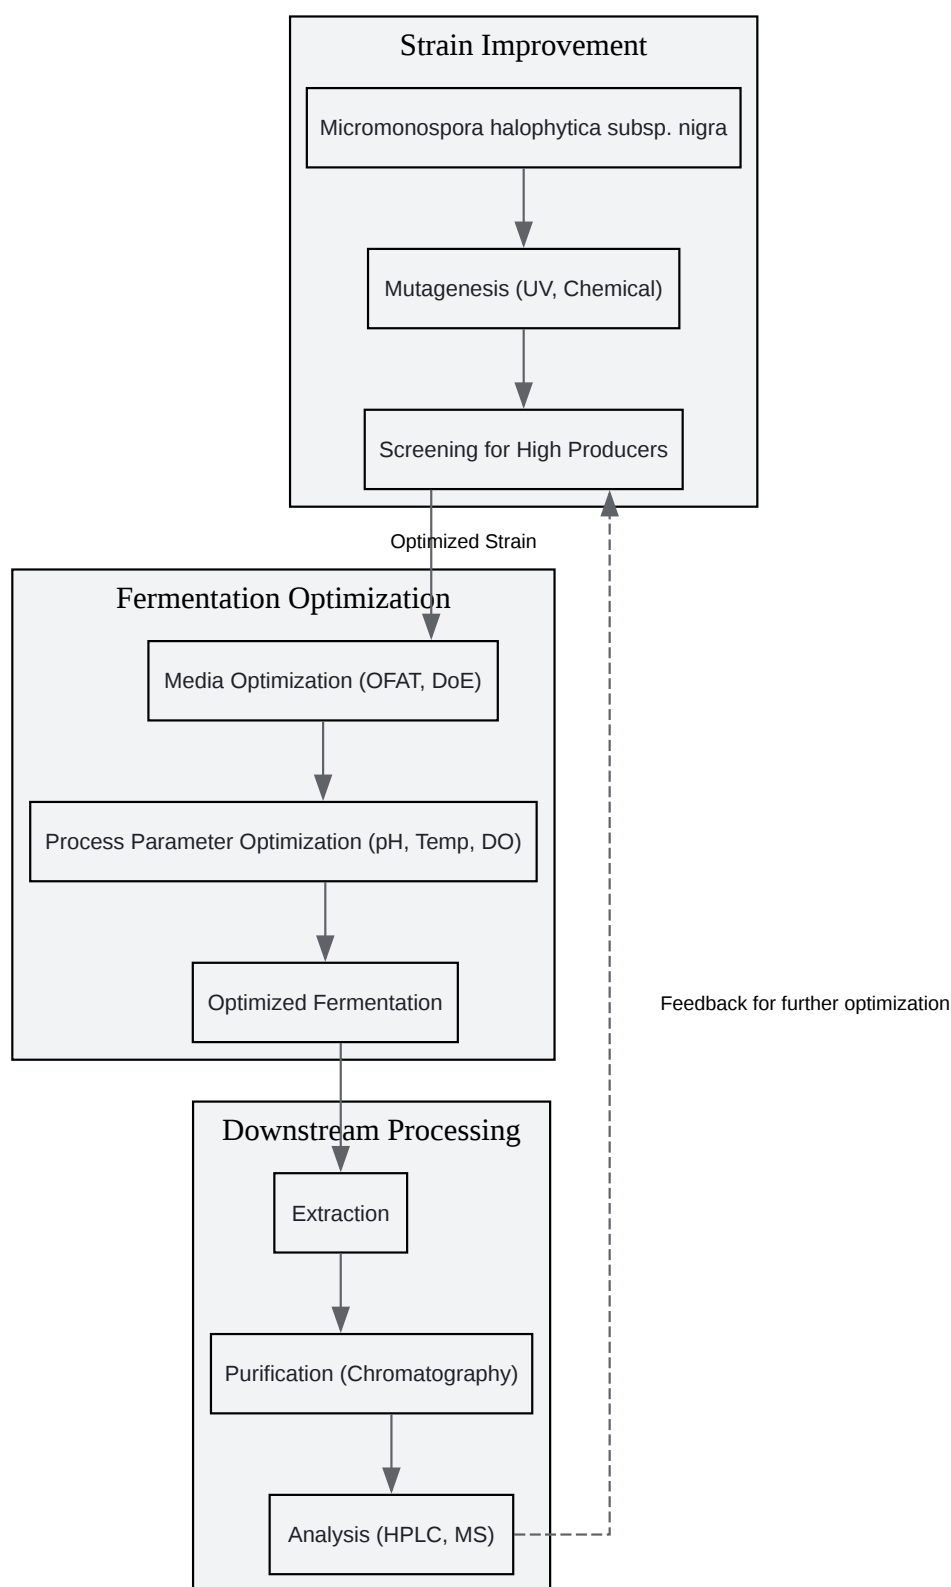 Strain Improvement
Micromonospora halophytica subsp. nigra
Mutagenesis (UV, Chemical)
Screening for High Producers
Optimized Strain
Fermentation Optimization
Media Optimization (OFAT, DoE)
Process Parameter Optimization (pH, Temp, DO)
Optimized Fermentation
Feedback for further optimization
Downstream Processing
Extraction
Purification (Chromatography)
Analysis (HPLC, MS)